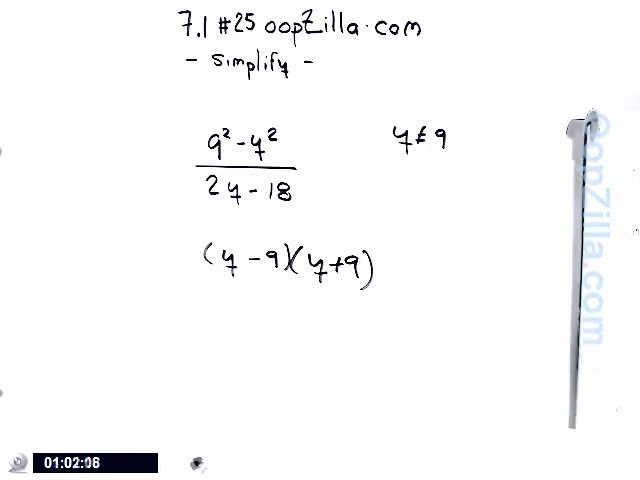 7.1 #25 oopZilla.com
- simplify -
9² - y² y ≠ 9
2y - 18
(y - 9)(y + 9)
OopZilla.com
01:02:06